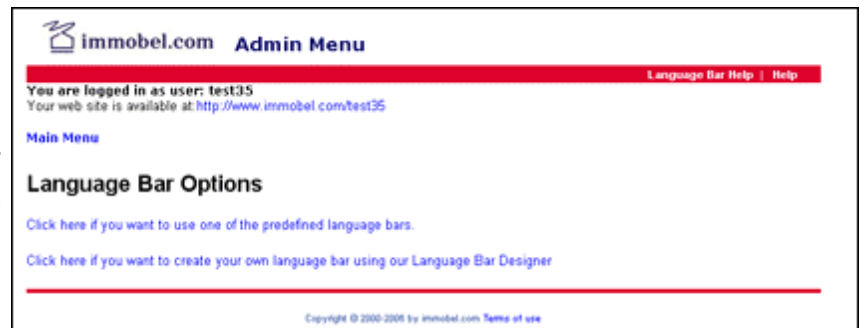 immobel.com Admin Menu
Language Bar Help | Help
You are logged in as user: test35
Your web site is available at http://www.immobel.com/test35
Main Menu
Language Bar Options
Click here if you want to use one of the predefined language bars.
Click here if you want to create your own language bar using our Language Bar Designer
Copyright © 2000-2006 by immobel.com Terms of use